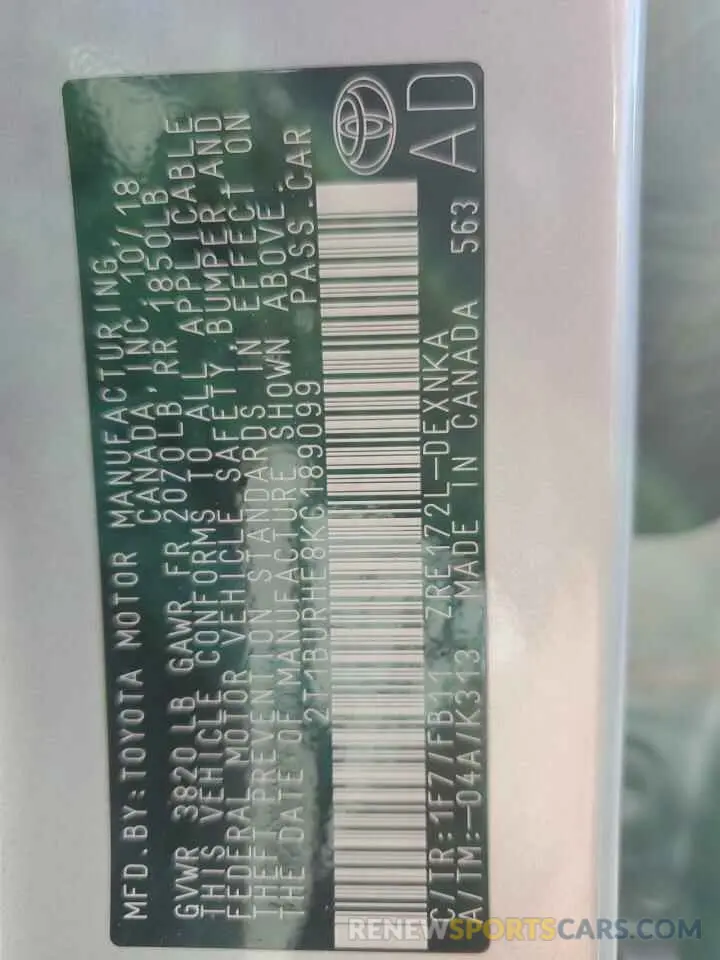 MFD.BY:TOYOTA MOTOR MANUFACTURING,
CANADA, INC. 10/18
GVWR 3820LB GAWR FR 2070LB RR 1850LB
THIS VEHICLE CONFORMS TO ALL APPLICABLE
FEDERAL MOTOR VEHICLE SAFETY, BUMPER, AND
THEFT PREVENTION STANDARDS IN EFFECT ON
THE DATE OF MANUFACTURE SHOWN ABOVE.
2T1BURHE8KC189099 PASS.CAR
C/TR:1F7/FB11 ZRE172L-DEXNKA
A/TM:-04A/K313 MADE IN CANADA 563
AD
RENEWSPORTSCARS.COM